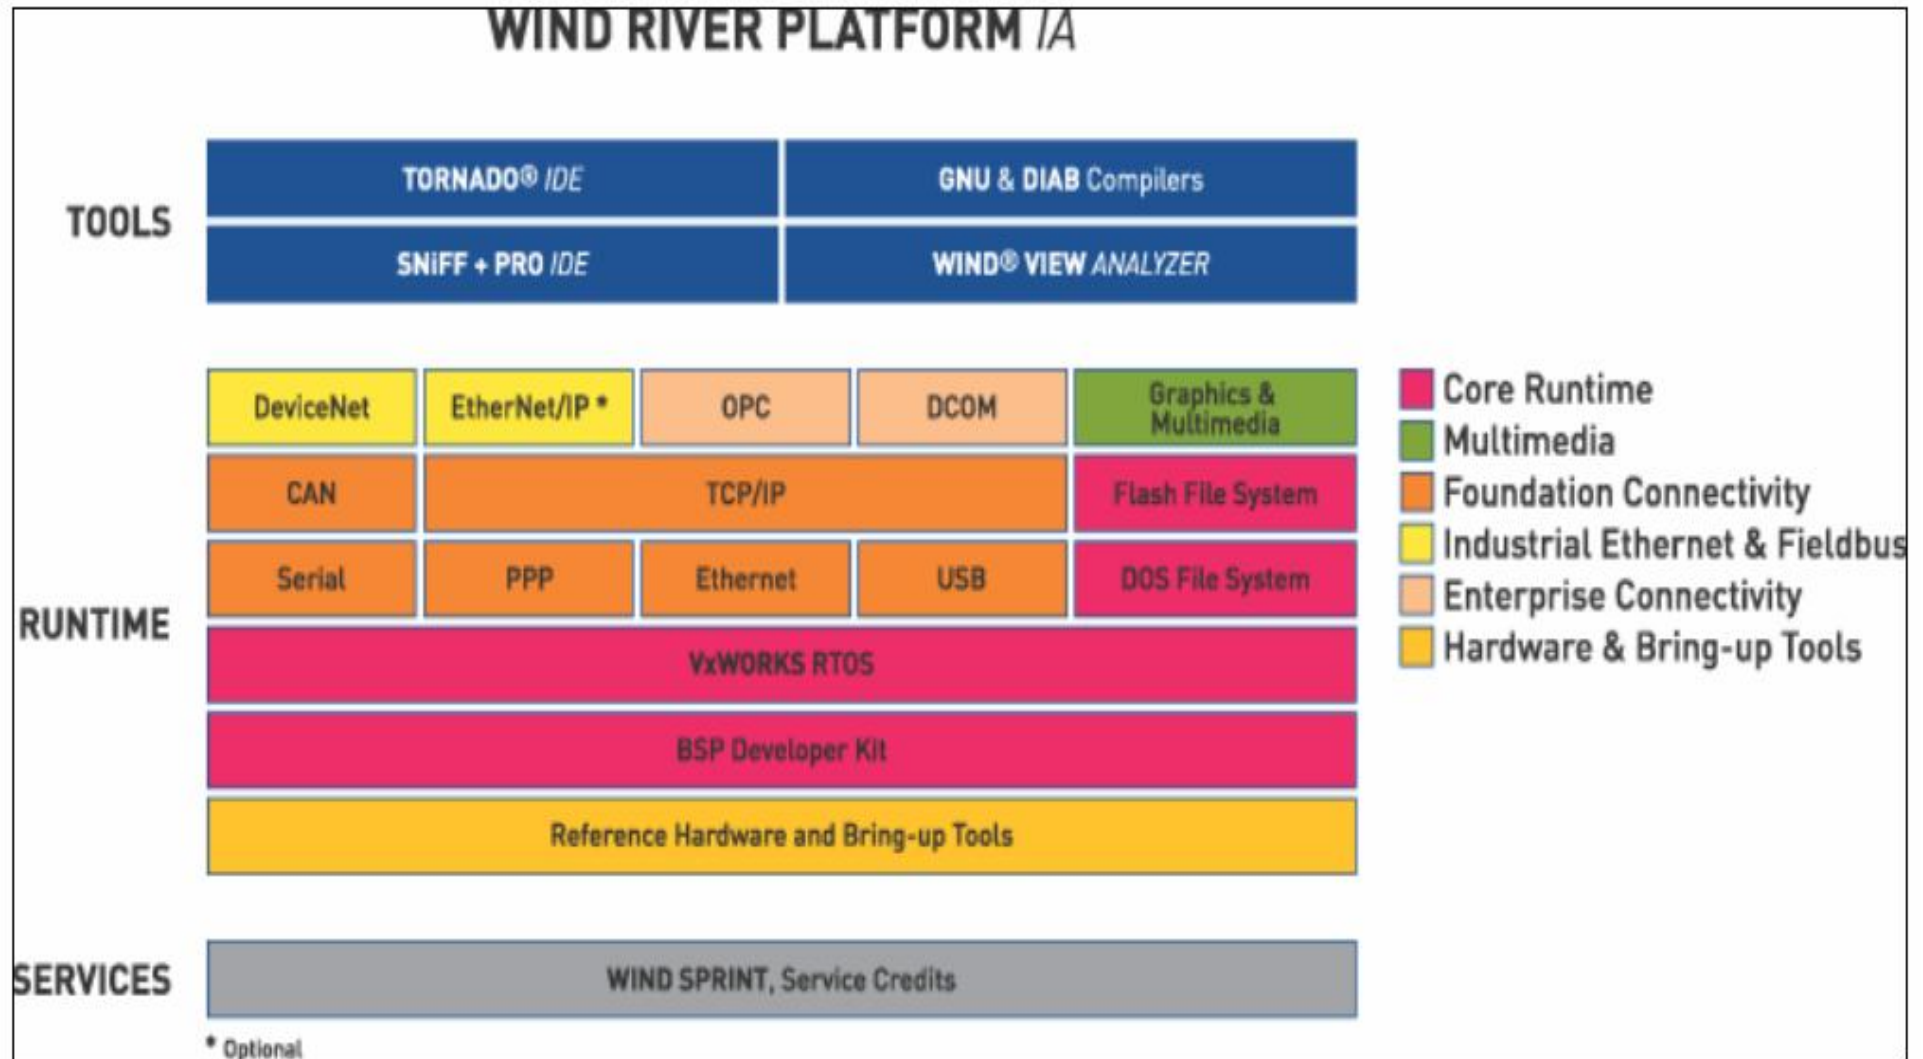 WIND RIVER PLATFORM IA
TOOLS
TORNADO® IDE
GNU & DIAB Compilers
SNiFF + PRO IDE
WIND® VIEW ANALYZER
RUNTIME
DeviceNet
EtherNet/IP *
OPC
DCOM
Graphics &
Multimedia
CAN
TCP/IP
Flash File System
Serial
PPP
Ethernet
USB
DOS File System
VxWORKS RTOS
BSP Developer Kit
Reference Hardware and Bring-up Tools
Core Runtime
Multimedia
Foundation Connectivity
Industrial Ethernet & Fieldbus
Enterprise Connectivity
Hardware & Bring-up Tools
SERVICES
WIND SPRINT, Service Credits
* Optional